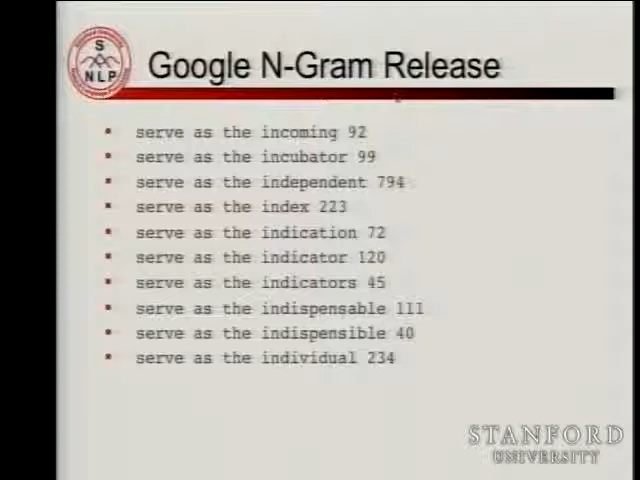 S
NLP
Google N-Gram Release
serve as the incoming 92
serve as the incubator 99
serve as the independent 794
serve as the index 223
serve as the indication 72
serve as the indicator 120
serve as the indicators 45
serve as the indispensable 111
serve as the indispensible 40
serve as the individual 234
STANFORD
UNIVERSITY